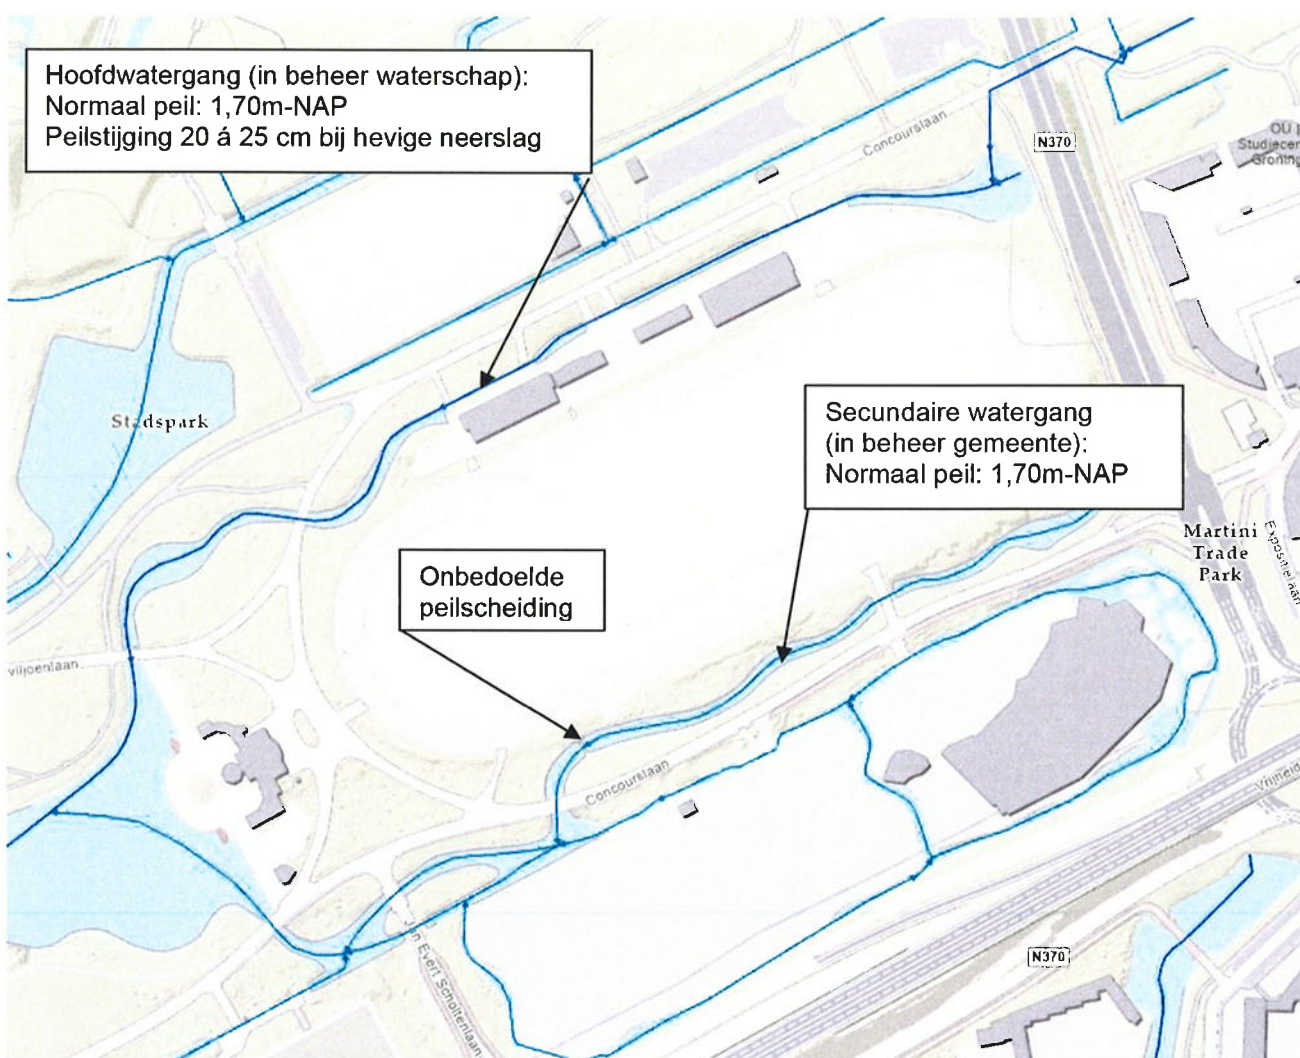 Hoofdwatergang (in beheer waterschap):
Normaal peil: 1,70m-NAP
Peilstijging 20 á 25 cm bij hevige neerslag
Concourslaan
N370
OU
Studiecen
Groning
Stadspark
Secundaire watergang
(in beheer gemeente):
Normaal peil: 1,70m-NAP
Martini
Trade
Park
Expositielaan
Onbedoelde
peilscheiding
viljoenlaan
Concourslaan
Vrijheid
Jan Evert Scholtenlaan
N370